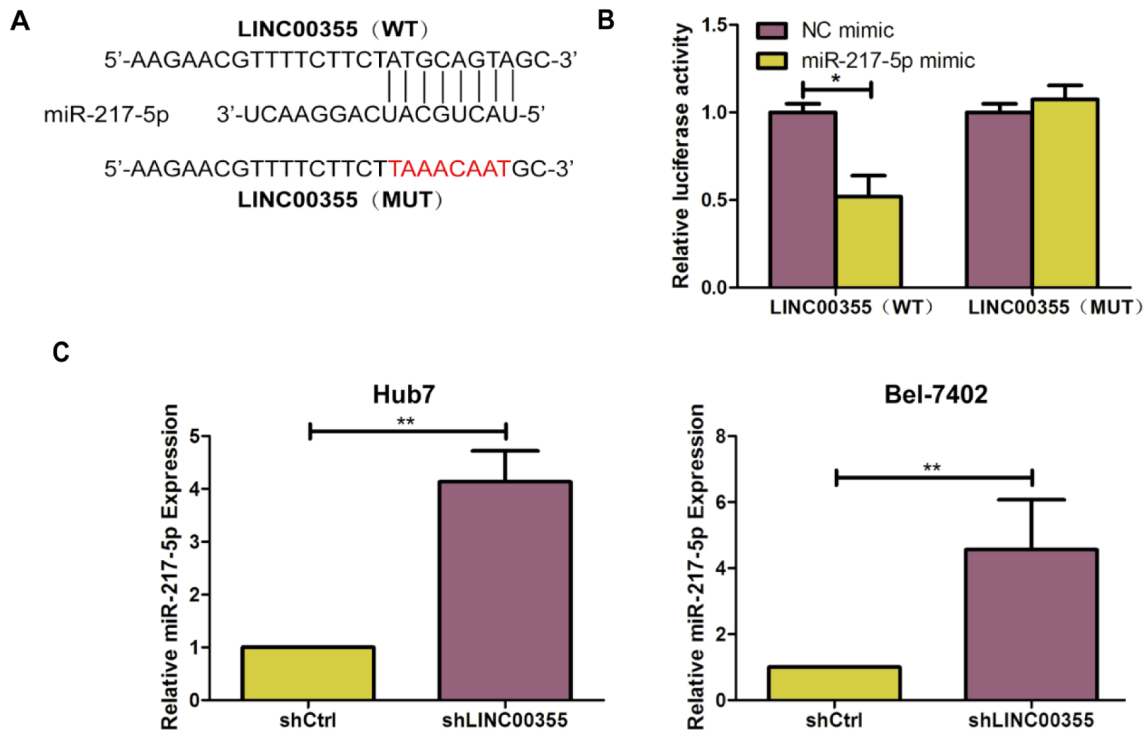 A
LINC00355（WT）
5’-AAGAACGTTTTCTTCTATGCAGTAGC-3’
miR-217-5p 3’-UCAAGGACUACGUCAU-5’
5’-AAGAACGTTTTCTTCTTAAACAATGC-3’
LINC00355（MUT）
B
Relative luciferase activity
1.5
1.0
0.5
0.0
NC mimic
miR-217-5p mimic
*
LINC00355（WT） LINC00355（MUT）
C
Hub7
Relative miR-217-5p Expression
5
4
3
2
1
0
**
shCtrl shLINC00355
Bel-7402
Relative miR-217-5p Expression
8
6
4
2
0
**
shCtrl shLINC00355